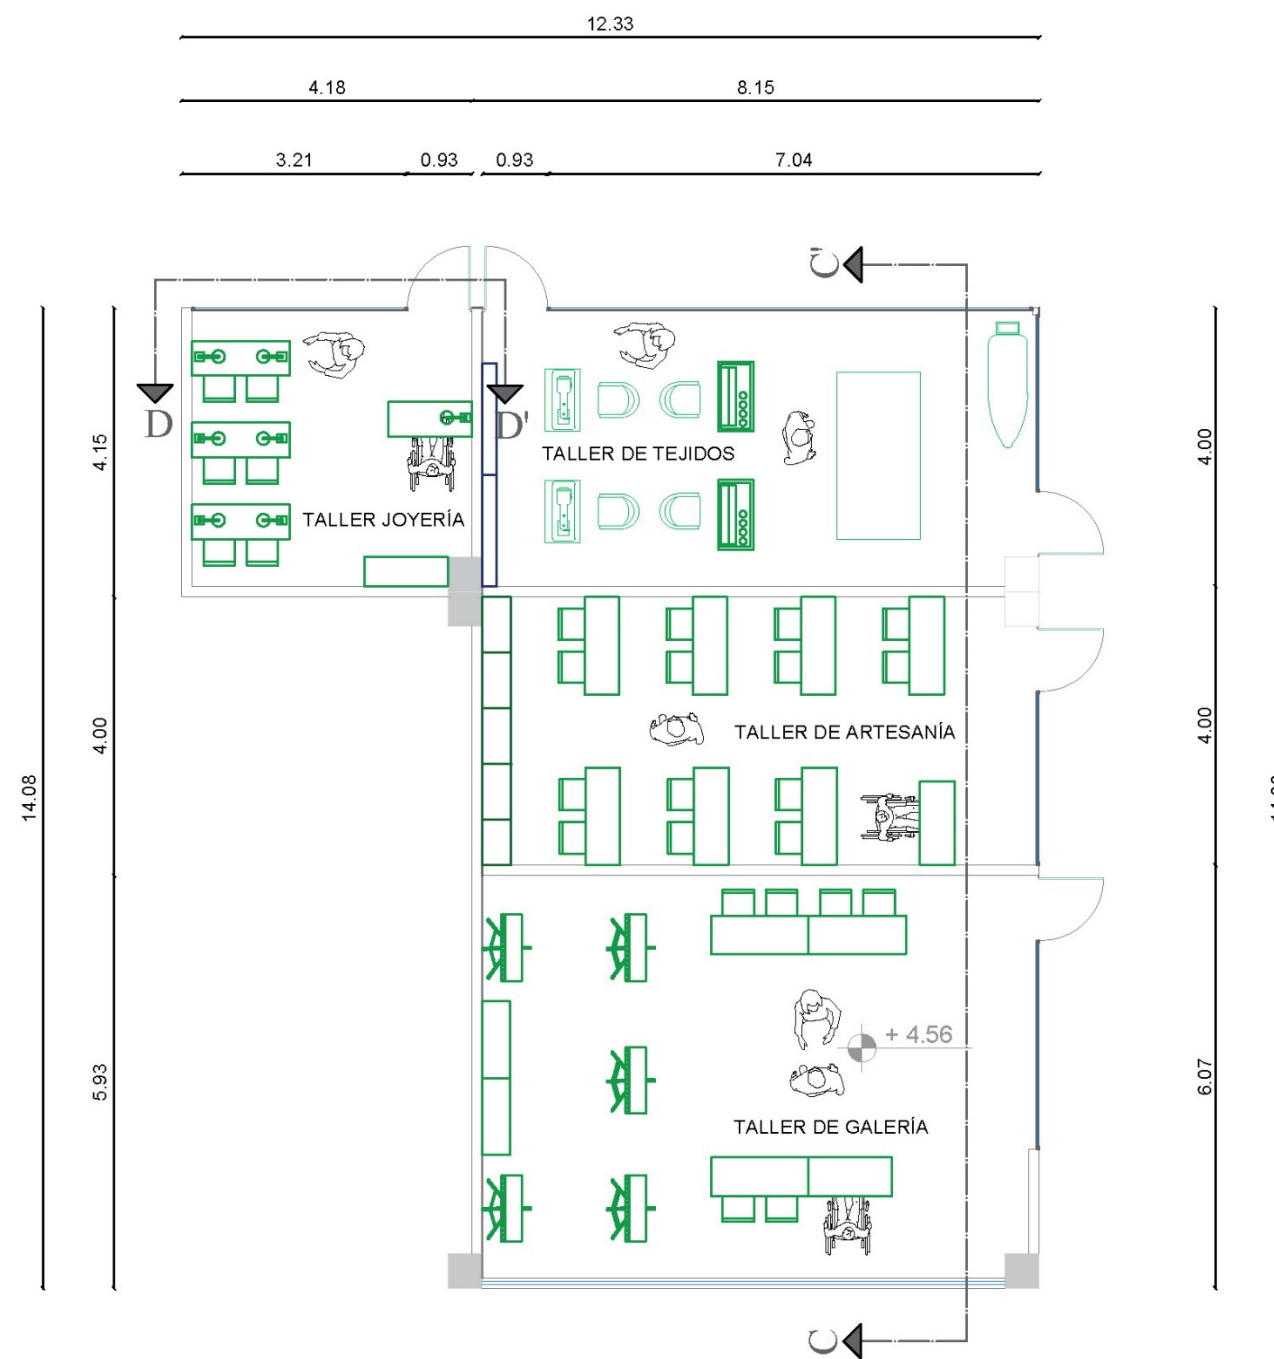 12.33
4.18 8.15
3.21 0.93 0.93 7.04
C'
D D'
4.15
4.00
TALLER DE TEJIDOS
TALLER JOYERÍA
4.00
4.00
TALLER DE ARTESANÍA
14.08
5.93
6.07
+ 4.56
TALLER DE GALERÍA
C